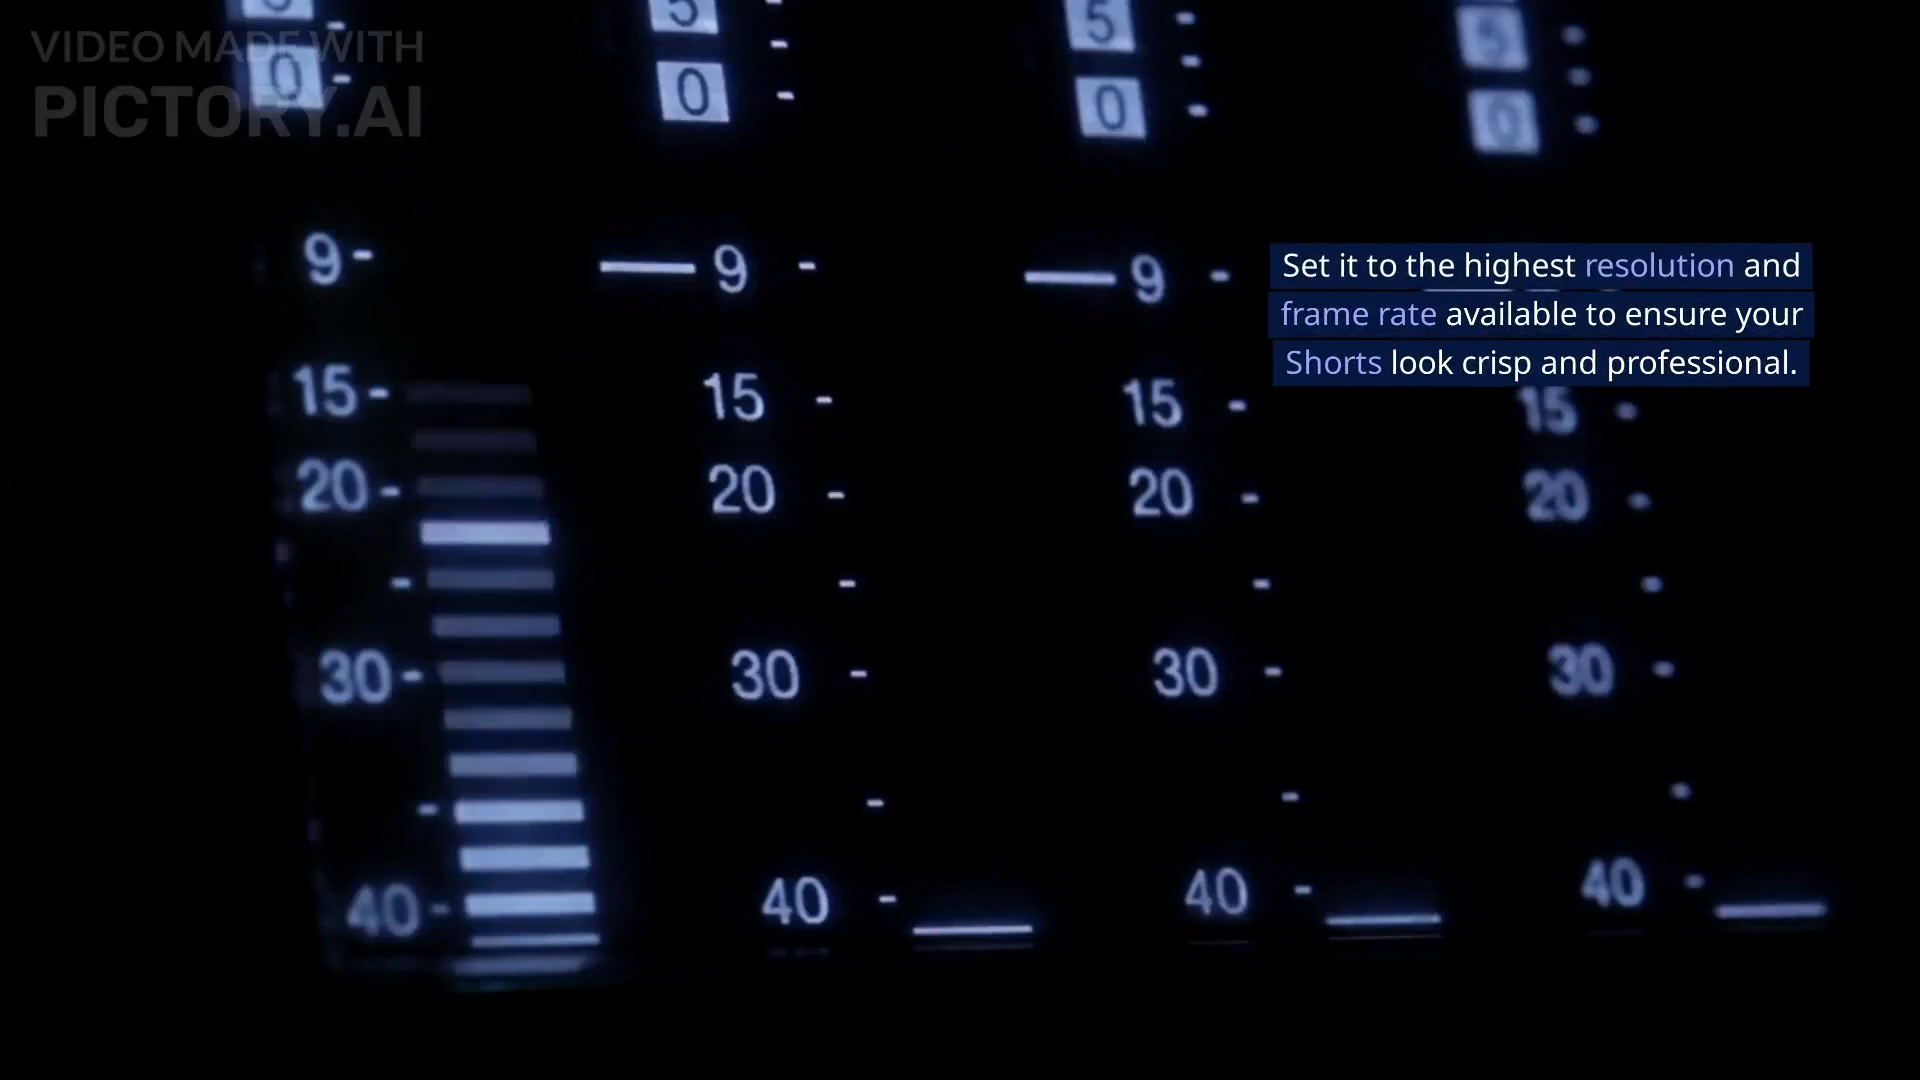 VIDEO MADE WITH
PICTORY.AI
5 5 5 5
0 0 0 0
9 9 9
Set it to the highest resolution and
frame rate available to ensure your
Shorts look crisp and professional.
15 15 15 15
20 20 20 20
30 30 30 30
40 40 40 40